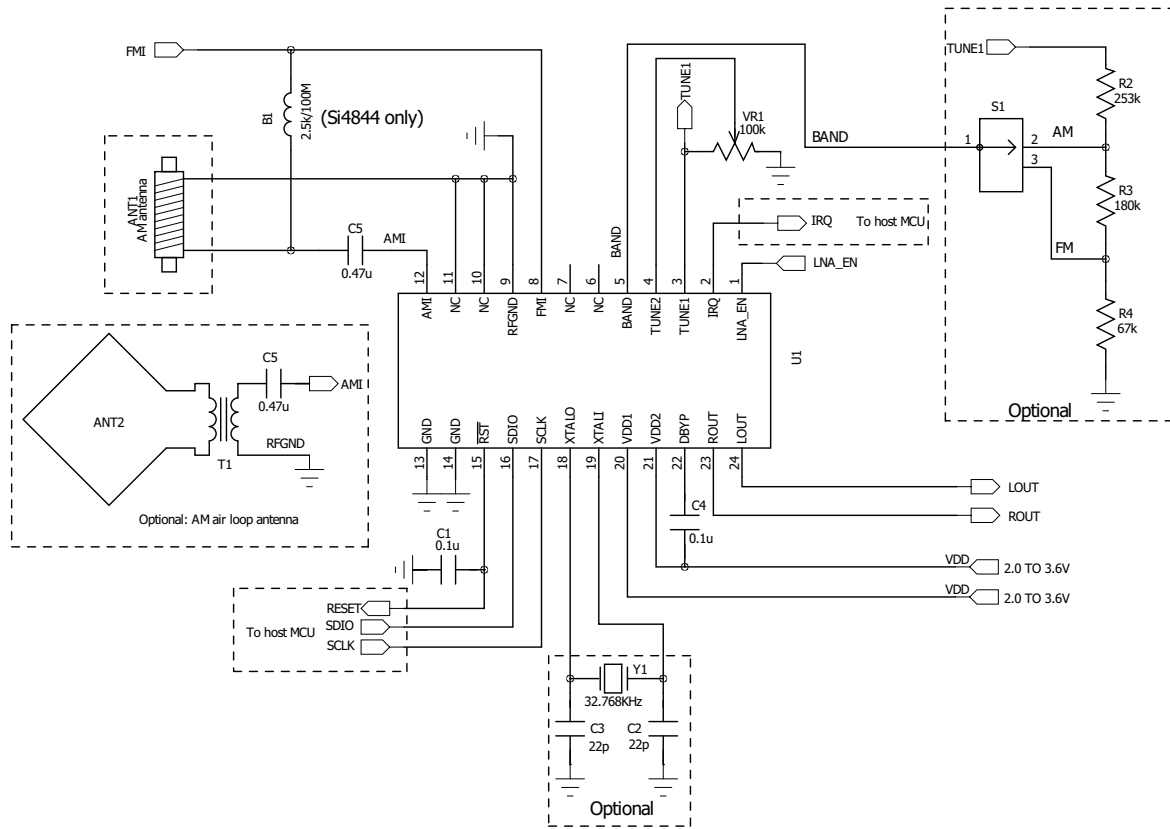 FMI
B1
2.5k/100M
(Si4844 only)
ANT1
AM antenna
C5
0.47u
AMI
TUNE1
VR1
100k
BAND
BAND
IRQ
To host MCU
LNA_EN
TUNE1
R2
253k
S1
1
2
3
AM
FM
R3
180k
R4
67k
Optional
12
11
10
9
8
7
6
5
4
3
2
1
AMI
NC
NC
RFGND
FMI
NC
NC
BAND
TUNE2
TUNE1
IRQ
LNA_EN
U1
GND
GND
RST
SDIO
SCLK
XTALO
XTALI
VDD1
VDD2
DBYP
ROUT
LOUT
13
14
15
16
17
18
19
20
21
22
23
24
ANT2
C5
0.47u
AMI
RFGND
T1
Optional: AM air loop antenna
C1
0.1u
C4
0.1u
LOUT
ROUT
VDD
2.0 TO 3.6V
VDD
2.0 TO 3.6V
To host MCU
RESET
SDIO
SCLK
Y1
32.768KHz
C3
22p
C2
22p
Optional